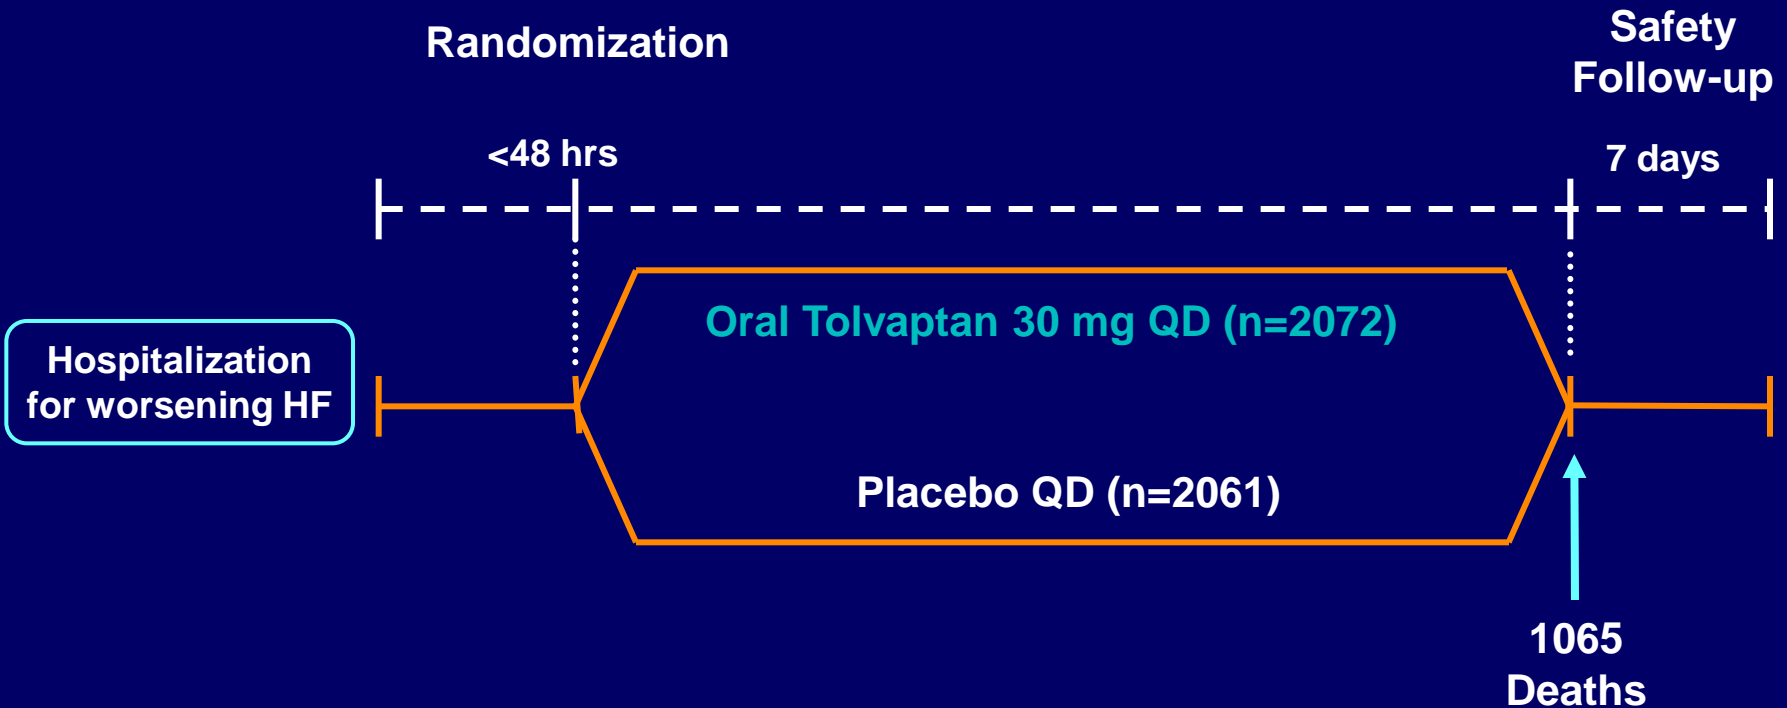 Randomization
Safety
Follow-up
<48 hrs
7 days
Hospitalization
for worsening HF
Oral Tolvaptan 30 mg QD (n=2072)
Placebo QD (n=2061)
1065
Deaths